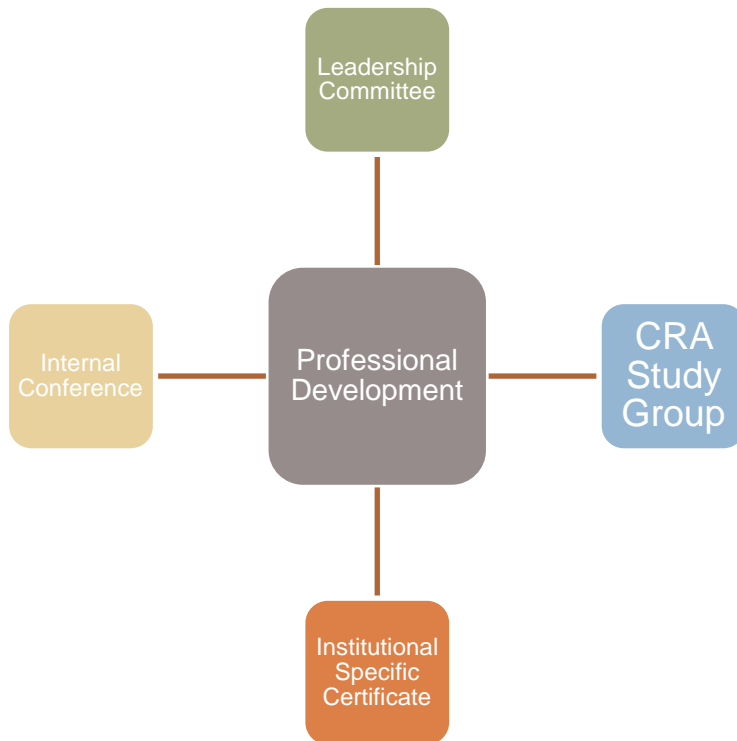 Leadership
Committee
Internal
Conference
Professional
Development
CRA
Study
Group
Institutional
Specific
Certificate